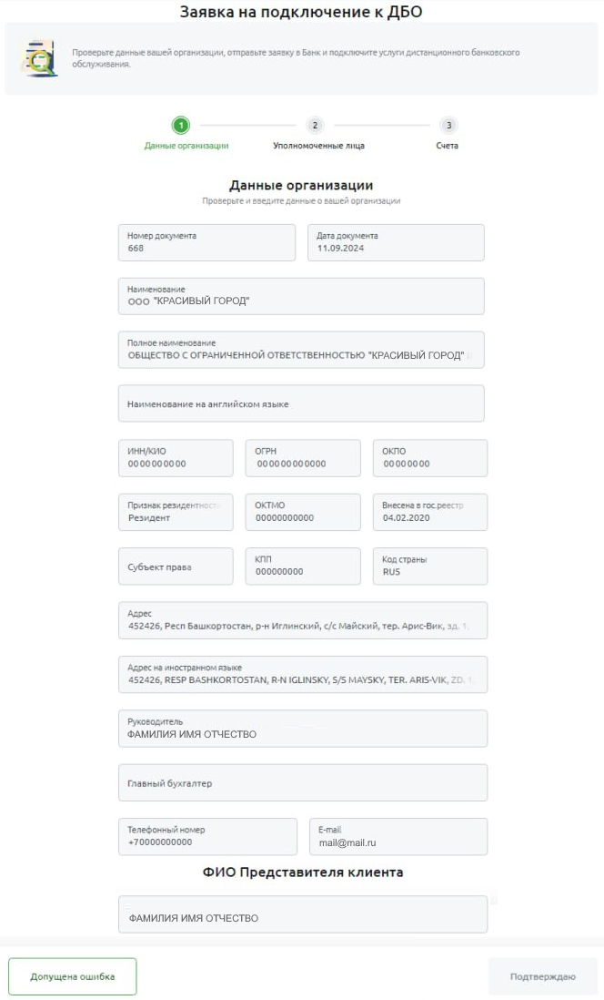 Заявка на подключение к ДБО
Проверьте данные вашей организации, отправьте заявку в Банк и подключите услуги дистанционного банковского
обслуживания.
1 2 3
Данные организации Уполномоченные лица Счета
Данные организации
Проверьте и введите данные о вашей организации
Номер документа Дата документа
668 11.09.2024
Наименование
ООО "КРАСИВЫЙ ГОРОД"
Полное наименование
ОБЩЕСТВО С ОГРАНИЧЕННОЙ ОТВЕТСТВЕННОСТЬЮ "КРАСИВЫЙ ГОРОД"
Наименование на английском языке
ИНН/КИО ОГРН ОКПО
0000000000 000000000000 00000000
Признак резидентност ОКТМО Внесена в гос.реестр
Резидент 00000000000 04.02.2020
КПП Код страны
Субъект права 000000000 RUS
Адрес
452426, Респ Башкортостан, р-н Иглинский, с/с Майский, тер. Арис-Вик, зд. 1,
Адрес на иностранном языке
452426, RESP BASHKORTOSTAN, R-N IGLINSKY, S/S MAYSKY, TER. ARIS-VIK, ZD. 1,
Руководитель
ФАМИЛИЯ ИМЯ ОТЧЕСТВО
Главный бухгалтер
Телефонный номер E-mail
+70000000000 mail@mail.ru
ФИО Представителя клиента
ФАМИЛИЯ ИМЯ ОТЧЕСТВО
Допущена ошибка Подтверждаю